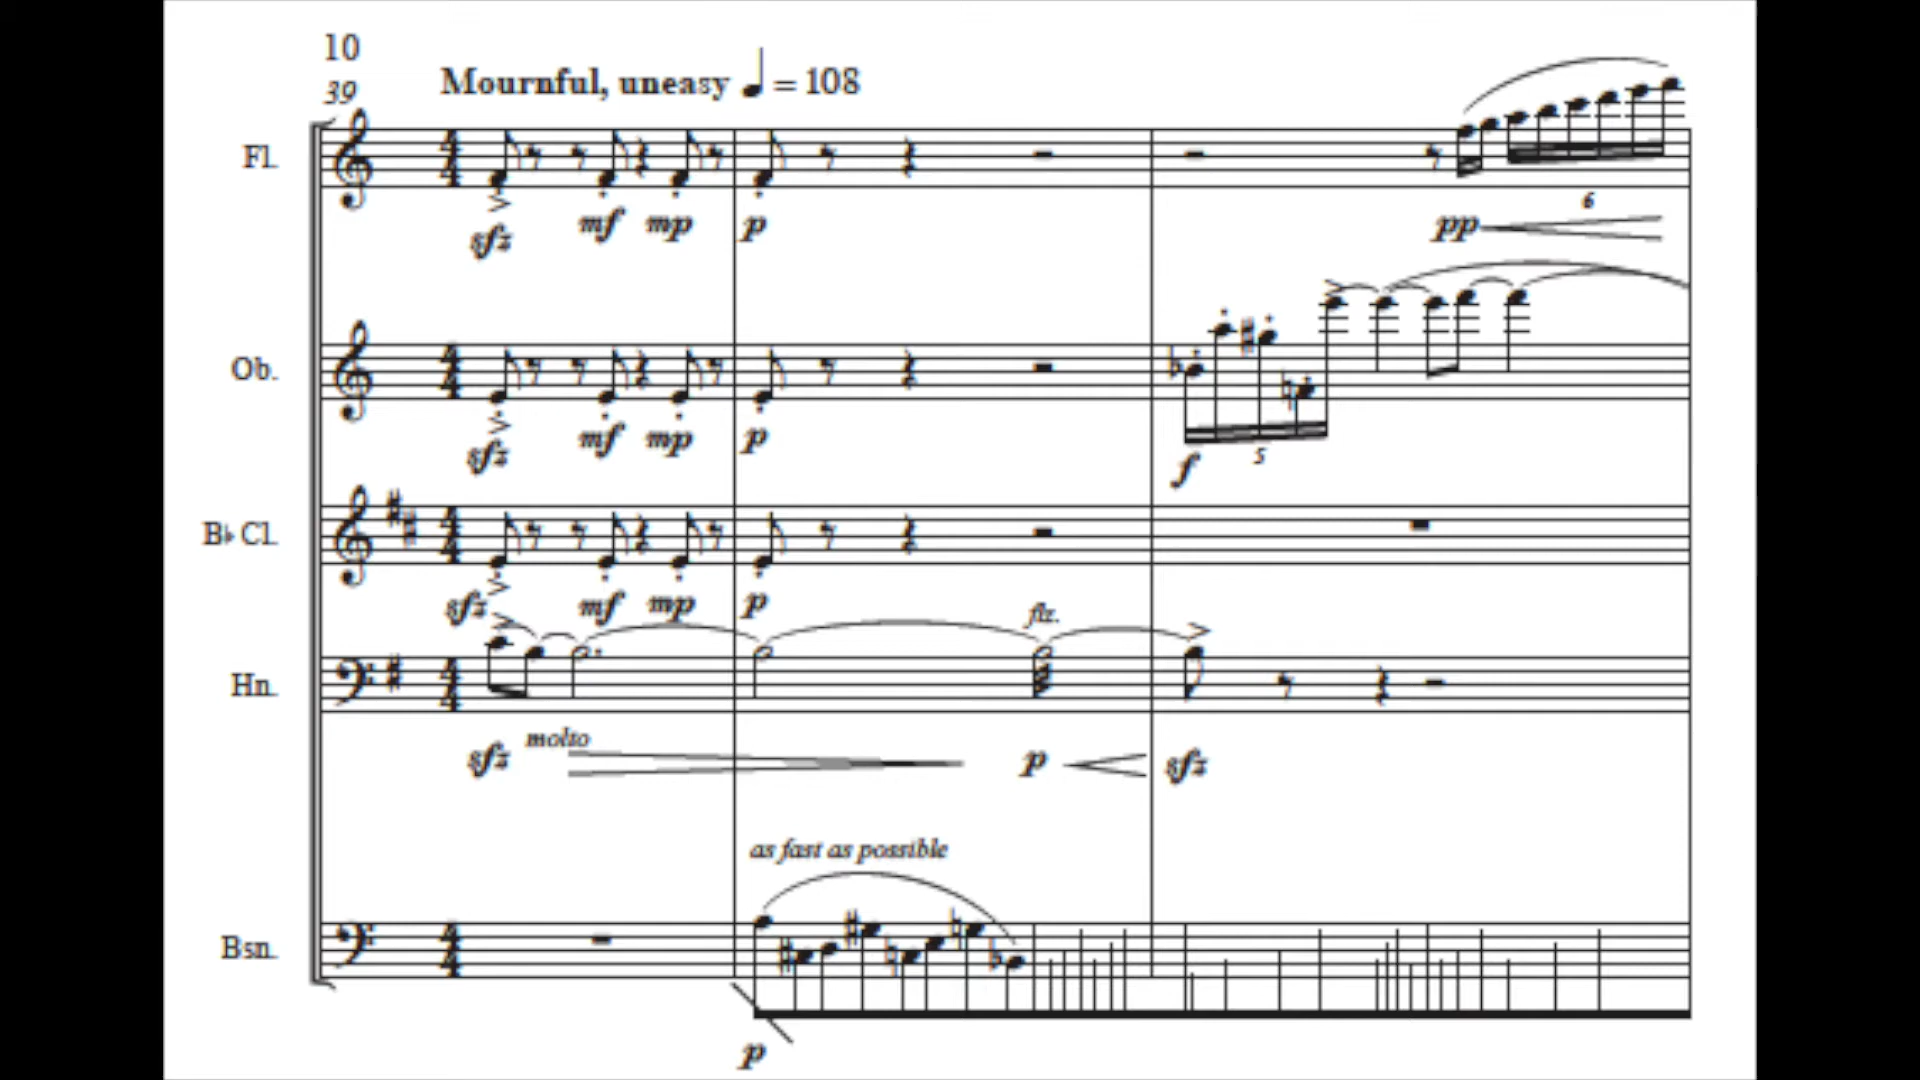 10
39
Mournful, uneasy ♩ = 108
Fl.
sfz mf mp p pp 6
Ob.
sfz mf mp p f 5
B♭ Cl.
sfz mf mp p
flz.
Hn.
sfz molto p sfz
as fast as possible
Bsn.
p